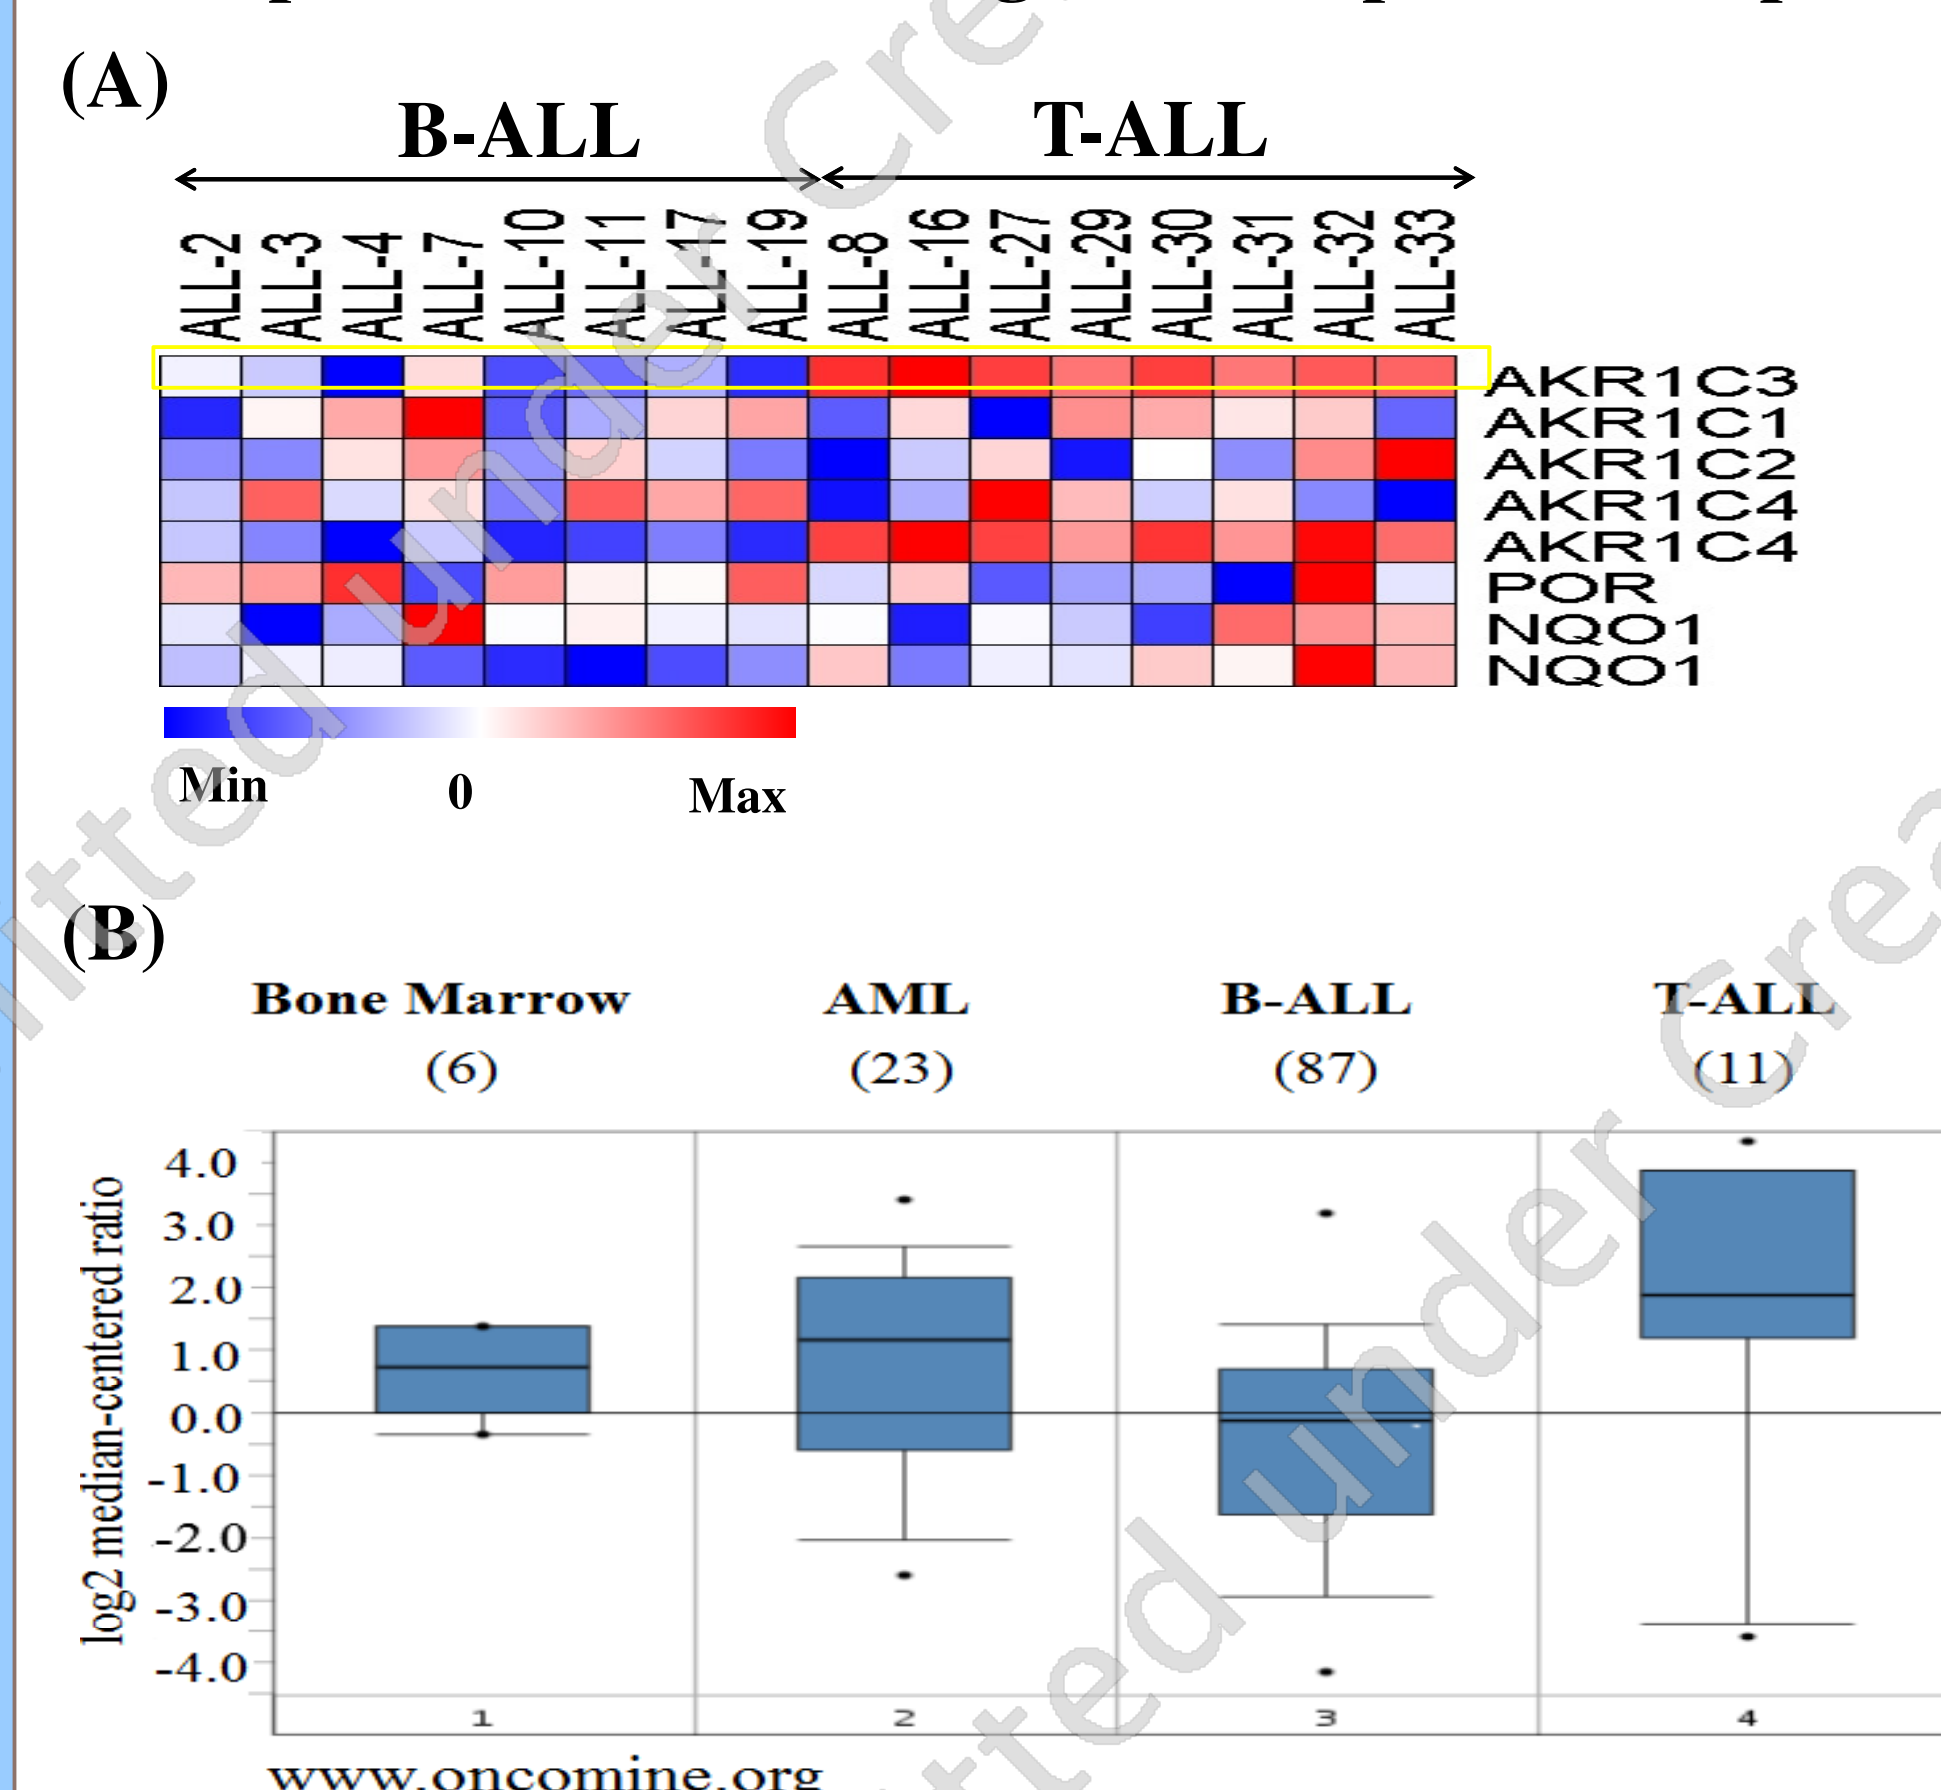 (A)
B-ALL T-ALL
ALL-2 ALL-3 ALL-4 ALL-7 ALL-10 ALL-11 ALL-17 ALL-19 ALL-8 ALL-16 ALL-27 ALL-29 ALL-30 ALL-31 ALL-32 ALL-33
AKR1C3
AKR1C1
AKR1C2
AKR1C4
AKR1C4
POR
NQO1
NQO1
Min 0 Max
(B)
Bone Marrow AML B-ALL T-ALL
(6) (23) (87) (11)
log2 median-centered ratio
4.0
3.0
2.0
1.0
0.0
-1.0
-2.0
-3.0
-4.0
1 2 3 4
www.oncomine.org
under
under